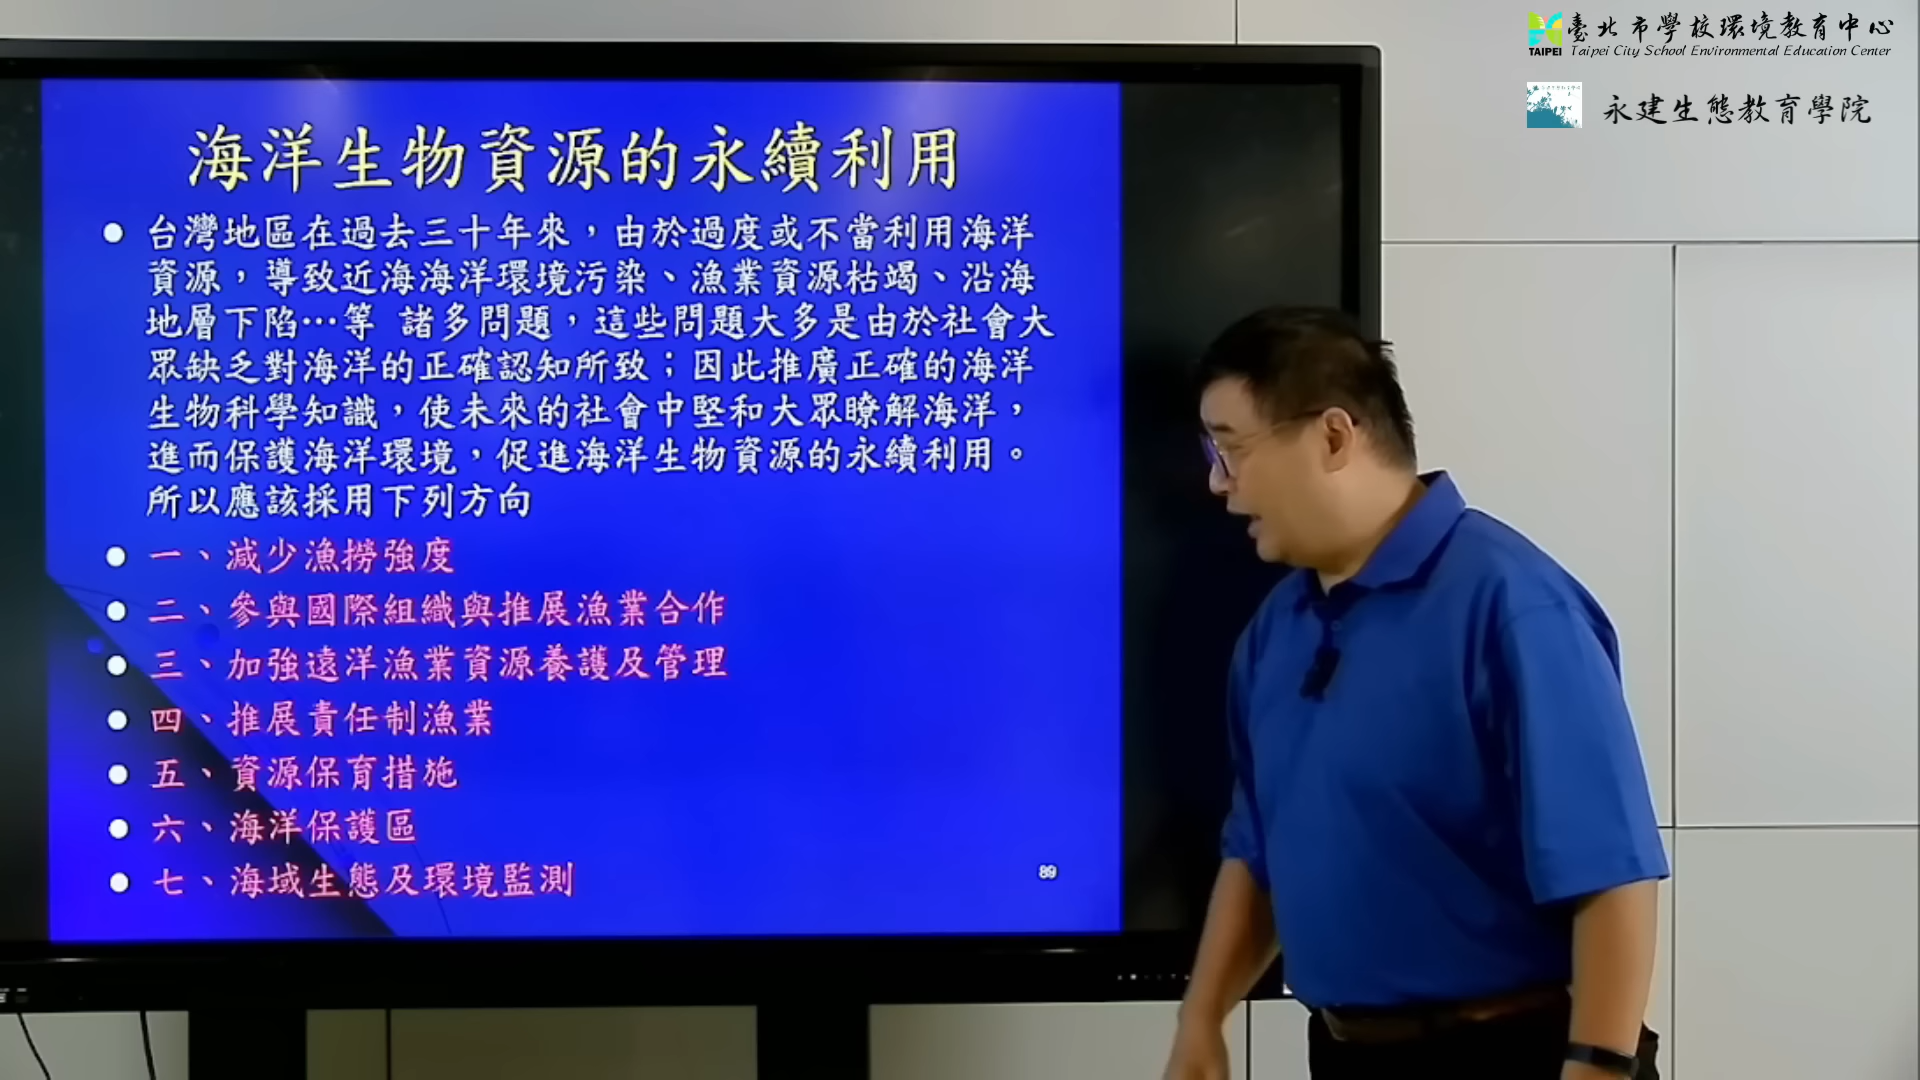 臺北市學校環境教育中心
TAIPEI
Taipei City School Environmental Education Center
永建生態教育學院
海洋生物資源的永續利用
台灣地區在過去三十年來，由於過度或不當利用海洋
資源，導致近海海洋環境污染、漁業資源枯竭、沿海
地層下陷…等 諸多問題，這些問題大多是由於社會大
眾缺乏對海洋的正確認知所致；因此推廣正確的海洋
生物科學知識，使未來的社會中堅和大眾瞭解海洋，
進而保護海洋環境，促進海洋生物資源的永續利用。
所以應該採用下列方向
一、減少漁撈強度
二、參與國際組織與推展漁業合作
三、加強遠洋漁業資源養護及管理
四、推展責任制漁業
五、資源保育措施
六、海洋保護區
七、海域生態及環境監測
89